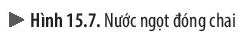 ▶ Hình 15.7. Nước ngọt đóng chai